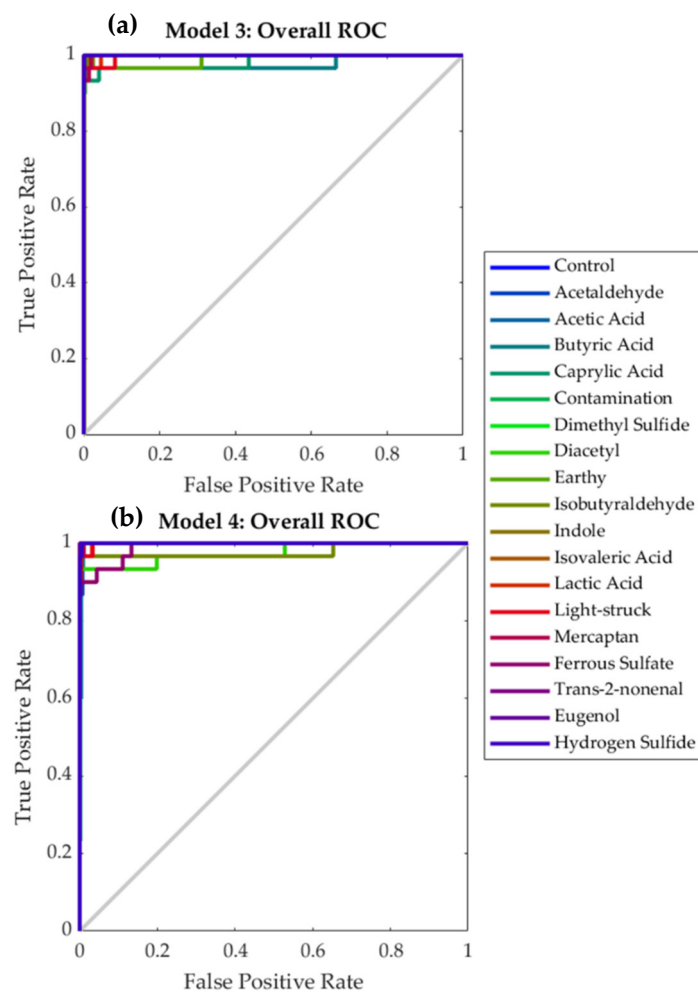 (a)
Model 3: Overall ROC
1
0.8
0.6
0.4
0.2
0
True Positive Rate
0 0.2 0.4 0.6 0.8 1
False Positive Rate
(b)
Model 4: Overall ROC
1
0.8
0.6
0.4
0.2
0
True Positive Rate
0 0.2 0.4 0.6 0.8 1
False Positive Rate
Control
Acetaldehyde
Acetic Acid
Butyric Acid
Caprylic Acid
Contamination
Dimethyl Sulfide
Diacetyl
Earthy
Isobutyraldehyde
Indole
Isovaleric Acid
Lactic Acid
Light-struck
Mercaptan
Ferrous Sulfate
Trans-2-nonenal
Eugenol
Hydrogen Sulfide